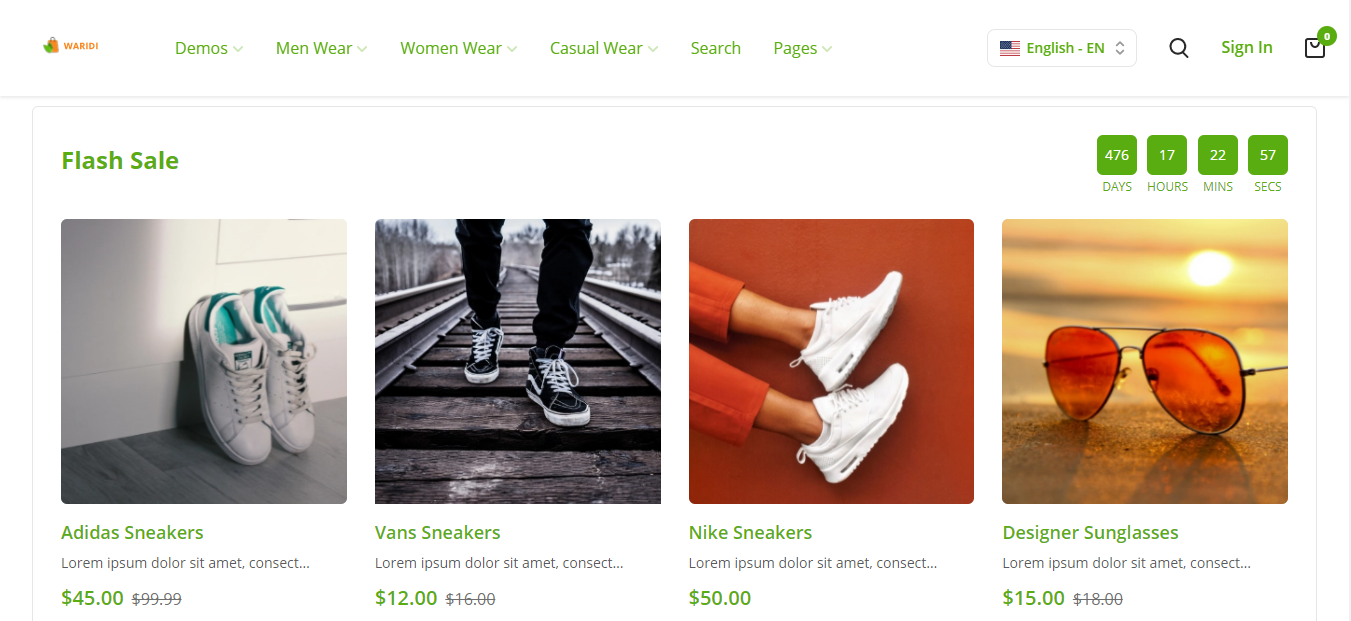 WARIDI
Demos Men Wear Women Wear Casual Wear Search Pages English - EN Sign In 0
Flash Sale
476 17 22 57
DAYS HOURS MINS SECS
Adidas Sneakers Vans Sneakers Nike Sneakers Designer Sunglasses
Lorem ipsum dolor sit amet, consect... Lorem ipsum dolor sit amet, consect... Lorem ipsum dolor sit amet, consect... Lorem ipsum dolor sit amet, consect...
$45.00 $99.99 $12.00 $16.00 $50.00 $15.00 $18.00